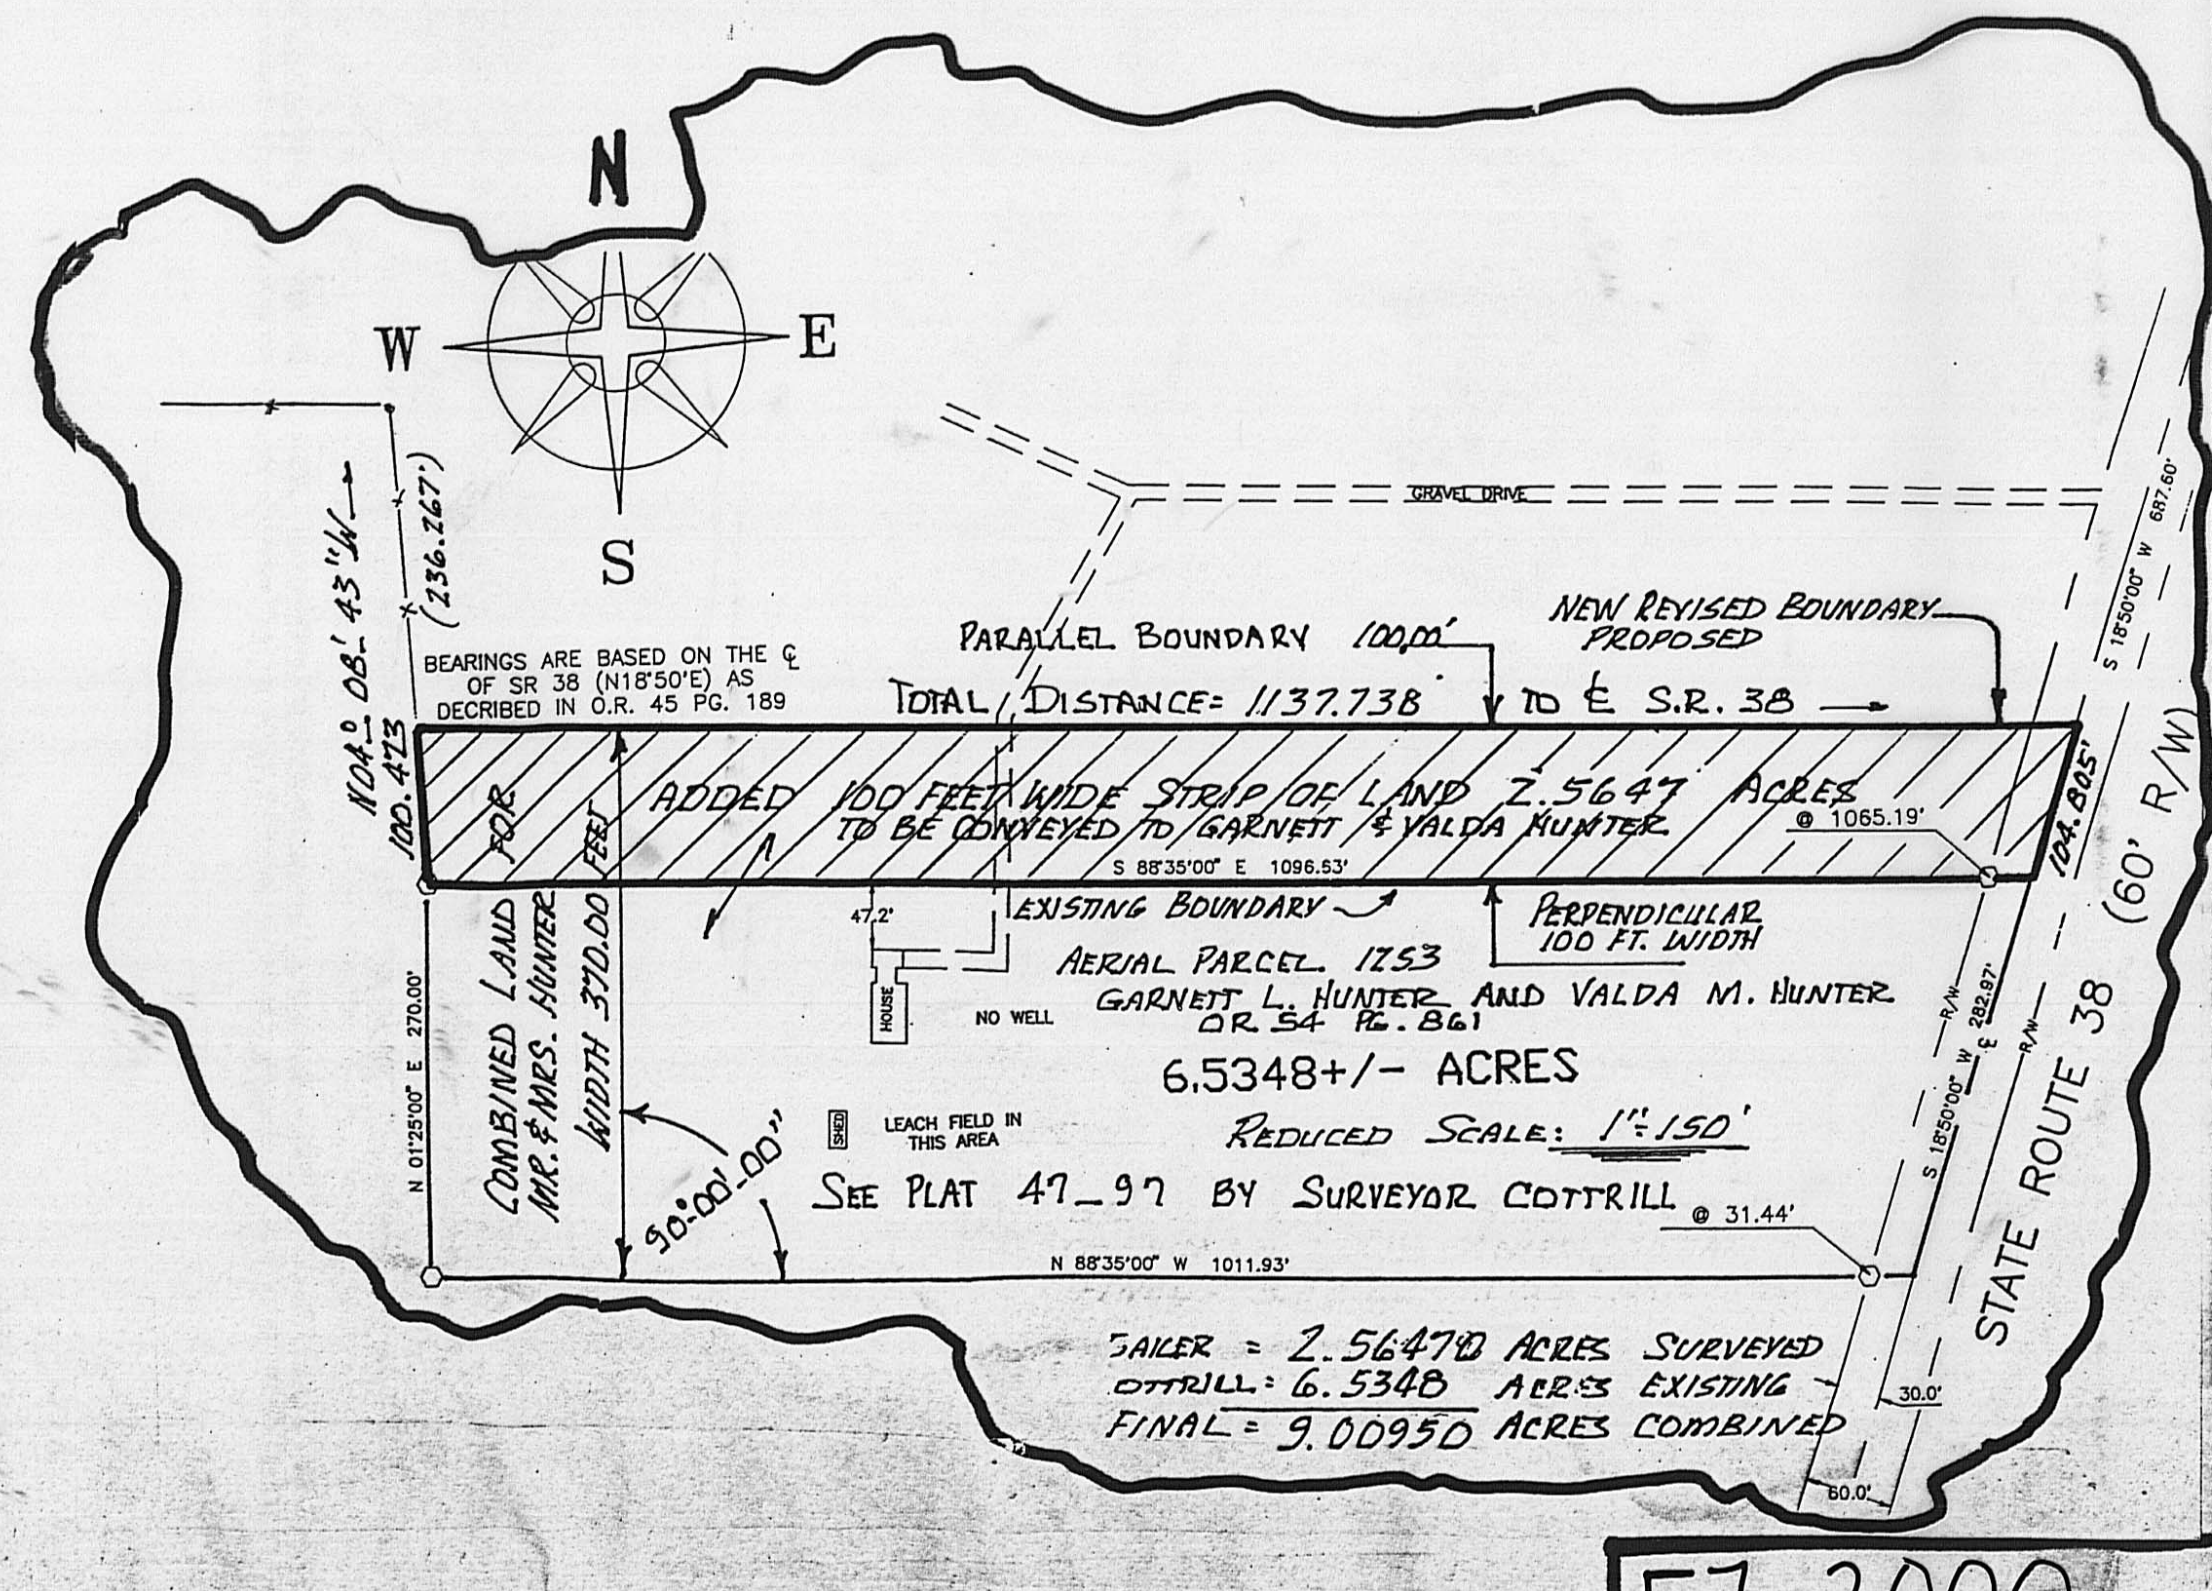 N
W
E
S
N04° 08' 43" W
100.473
(236.267')
BEARINGS ARE BASED ON THE ℄
OF SR 38 (N18°50'E) AS
DECRIBED IN O.R. 45 PG. 189
GRAVEL DRIVE
S 18°50'00" W 687.60'
PARALLEL BOUNDARY 100.00'
NEW REVISED BOUNDARY
PROPOSED
TOTAL DISTANCE= 1137.738' TO ℄ S.R. 38
ADDED 100 FEET WIDE STRIP OF LAND 2.5647 ACRES
TO BE CONVEYED TO GARNETT & VALDA HUNTER
@ 1065.19'
104.805'
S 88°35'00" E 1096.53'
FOR
COMBINED LAND
MR. & MRS. HUNTER
WIDTH 370.00 FEET
47.2'
EXISTING BOUNDARY
PERPENDICULAR
100 FT. WIDTH
AERIAL PARCEL 1253
GARNETT L. HUNTER AND VALDA M. HUNTER
OR 54 PG. 861
HOUSE
NO WELL
6.5348+/- ACRES
N 01°25'00" E 270.00'
SHED
LEACH FIELD IN
THIS AREA
REDUCED SCALE: 1"=150'
90°-00'-00"
SEE PLAT 47-97 BY SURVEYOR COTTRILL
@ 31.44'
N 88°35'00" W 1011.93'
R/W
S 18°50'00" W ℄ 282.97'
R/W
STATE ROUTE 38 (60' R/W)
SAILER = 2.56470 ACRES SURVEYED
OTTRILL = 6.5348 ACRES EXISTING
FINAL = 9.00950 ACRES COMBINED
30.0'
60.0'